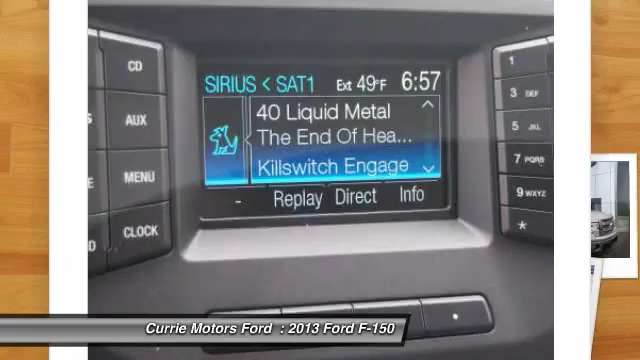 CD
AUX
MENU
CLOCK
SIRIUS < SAT1 Ext 49°F 6:57
40 Liquid Metal
The End Of Hea...
Killswitch Engage
- Replay Direct Info
1
3 DEF
5 JKL
7 PQRS
9 WXYZ
*
Currie Motors Ford : 2013 Ford F-150